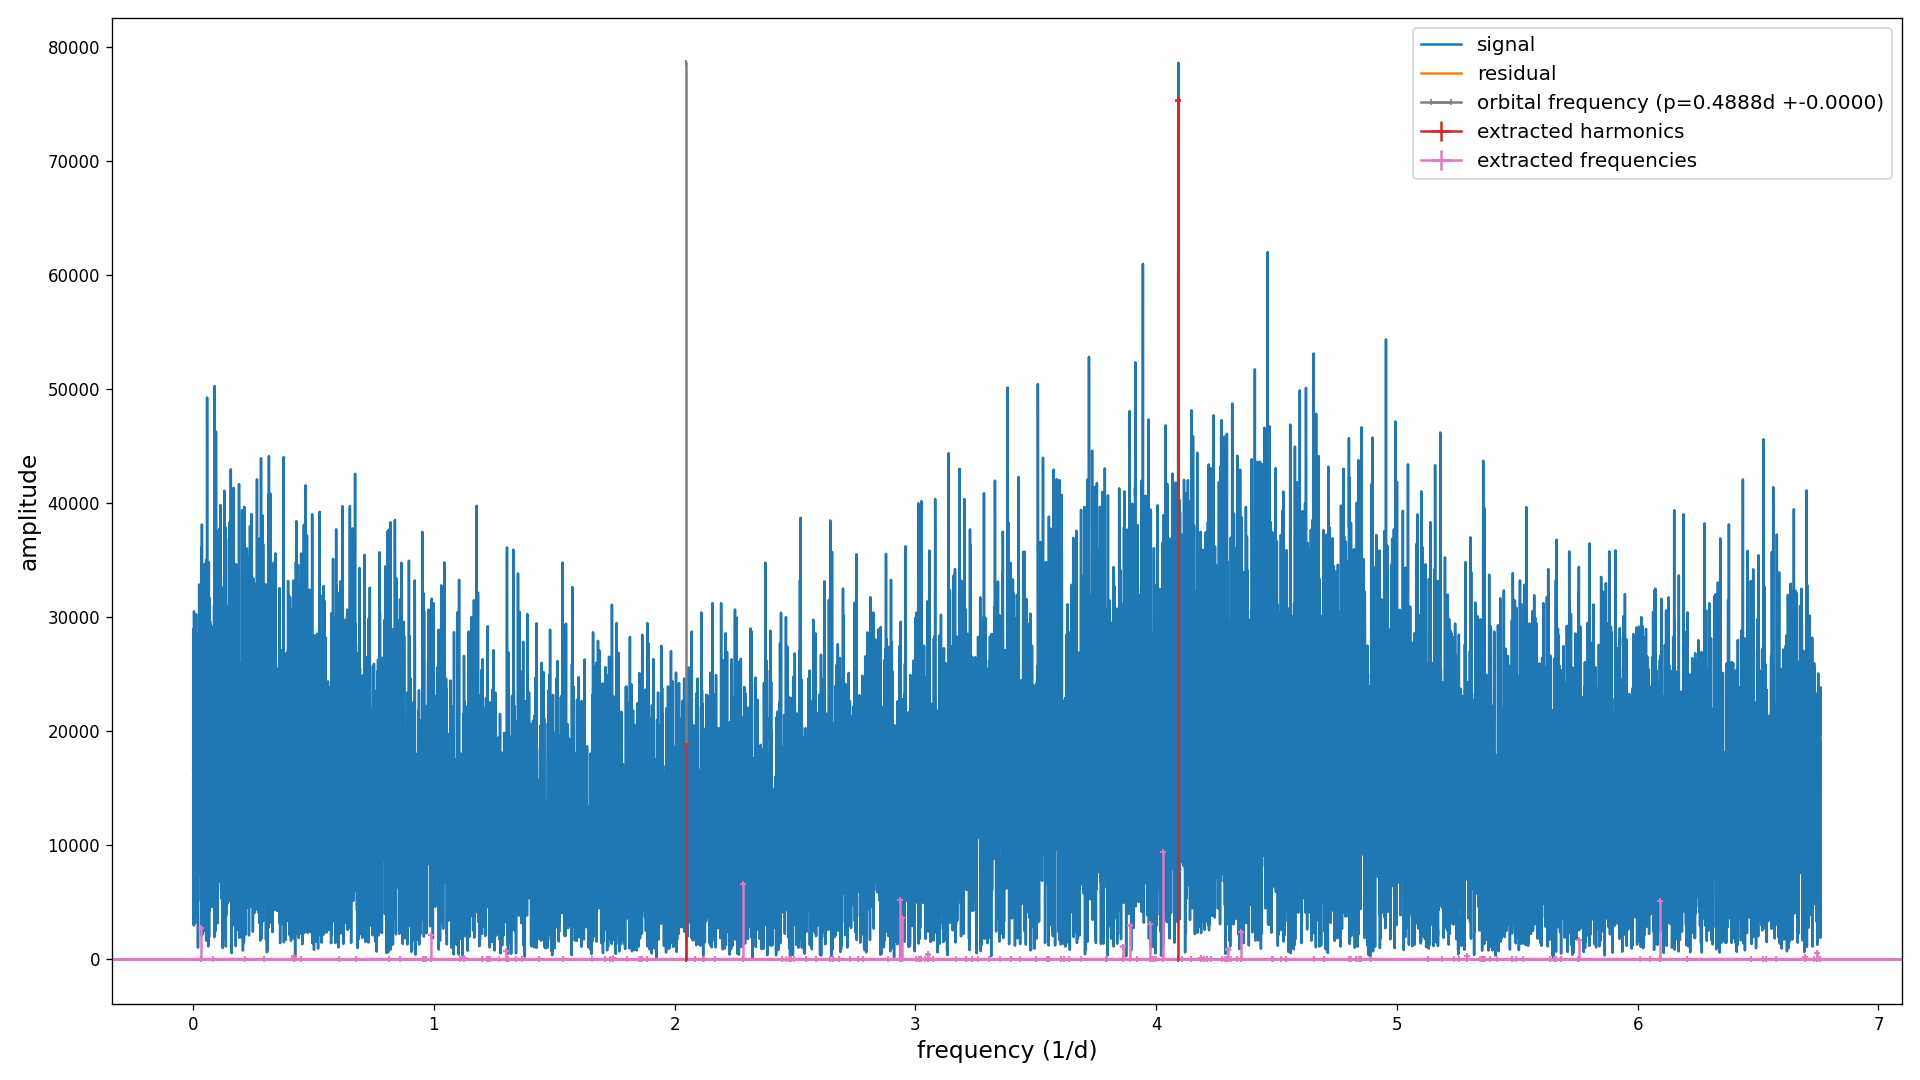 80000
70000
60000
50000
40000
30000
20000
10000
0
amplitude
signal
residual
orbital frequency (p=0.4888d +-0.0000)
extracted harmonics
extracted frequencies
0 1 2 3 4 5 6 7
frequency (1/d)